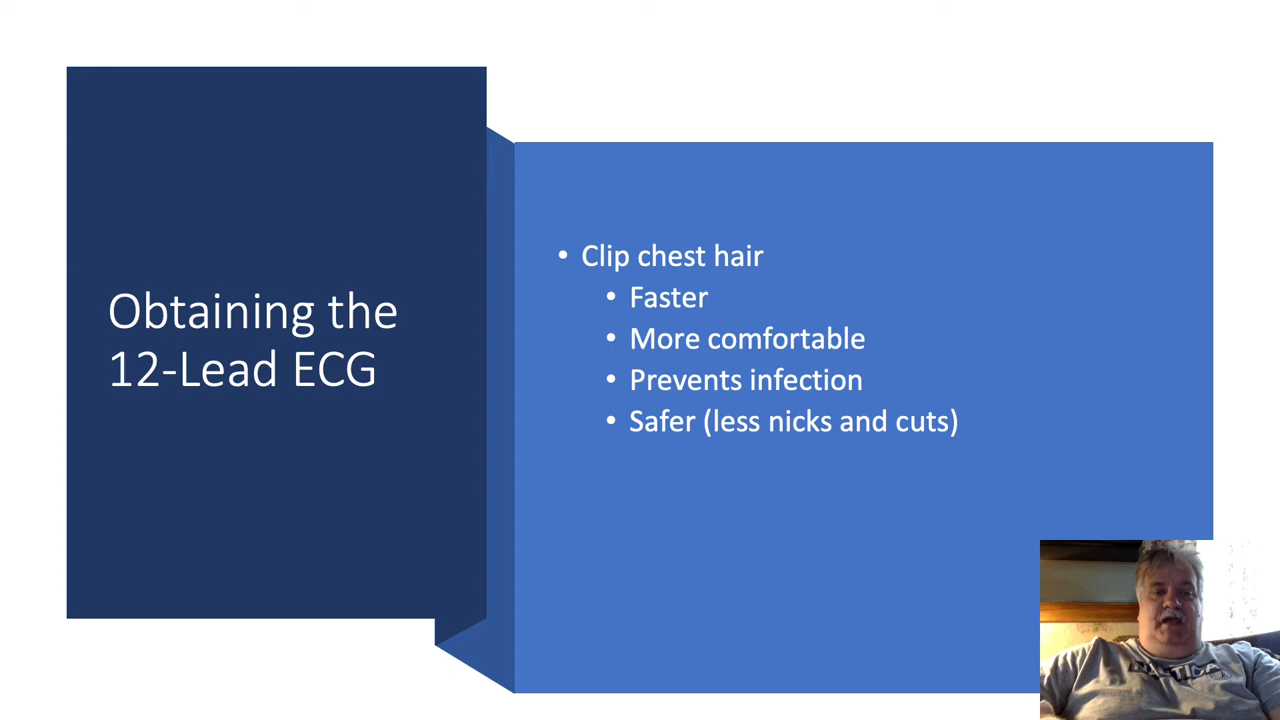 Obtaining the
12-Lead ECG
• Clip chest hair
• Faster
• More comfortable
• Prevents infection
• Safer (less nicks and cuts)